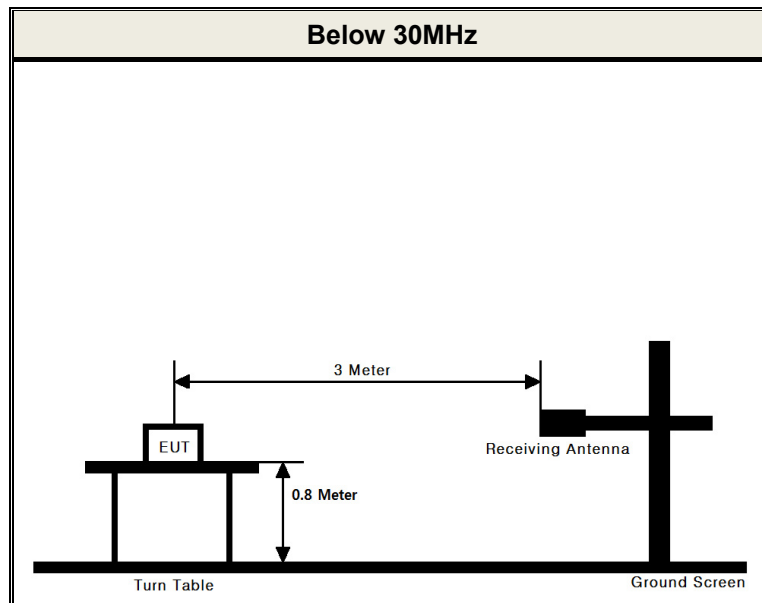 Below 30MHz
3 Meter
EUT
Receiving Antenna
0.8 Meter
Turn Table
Ground Screen